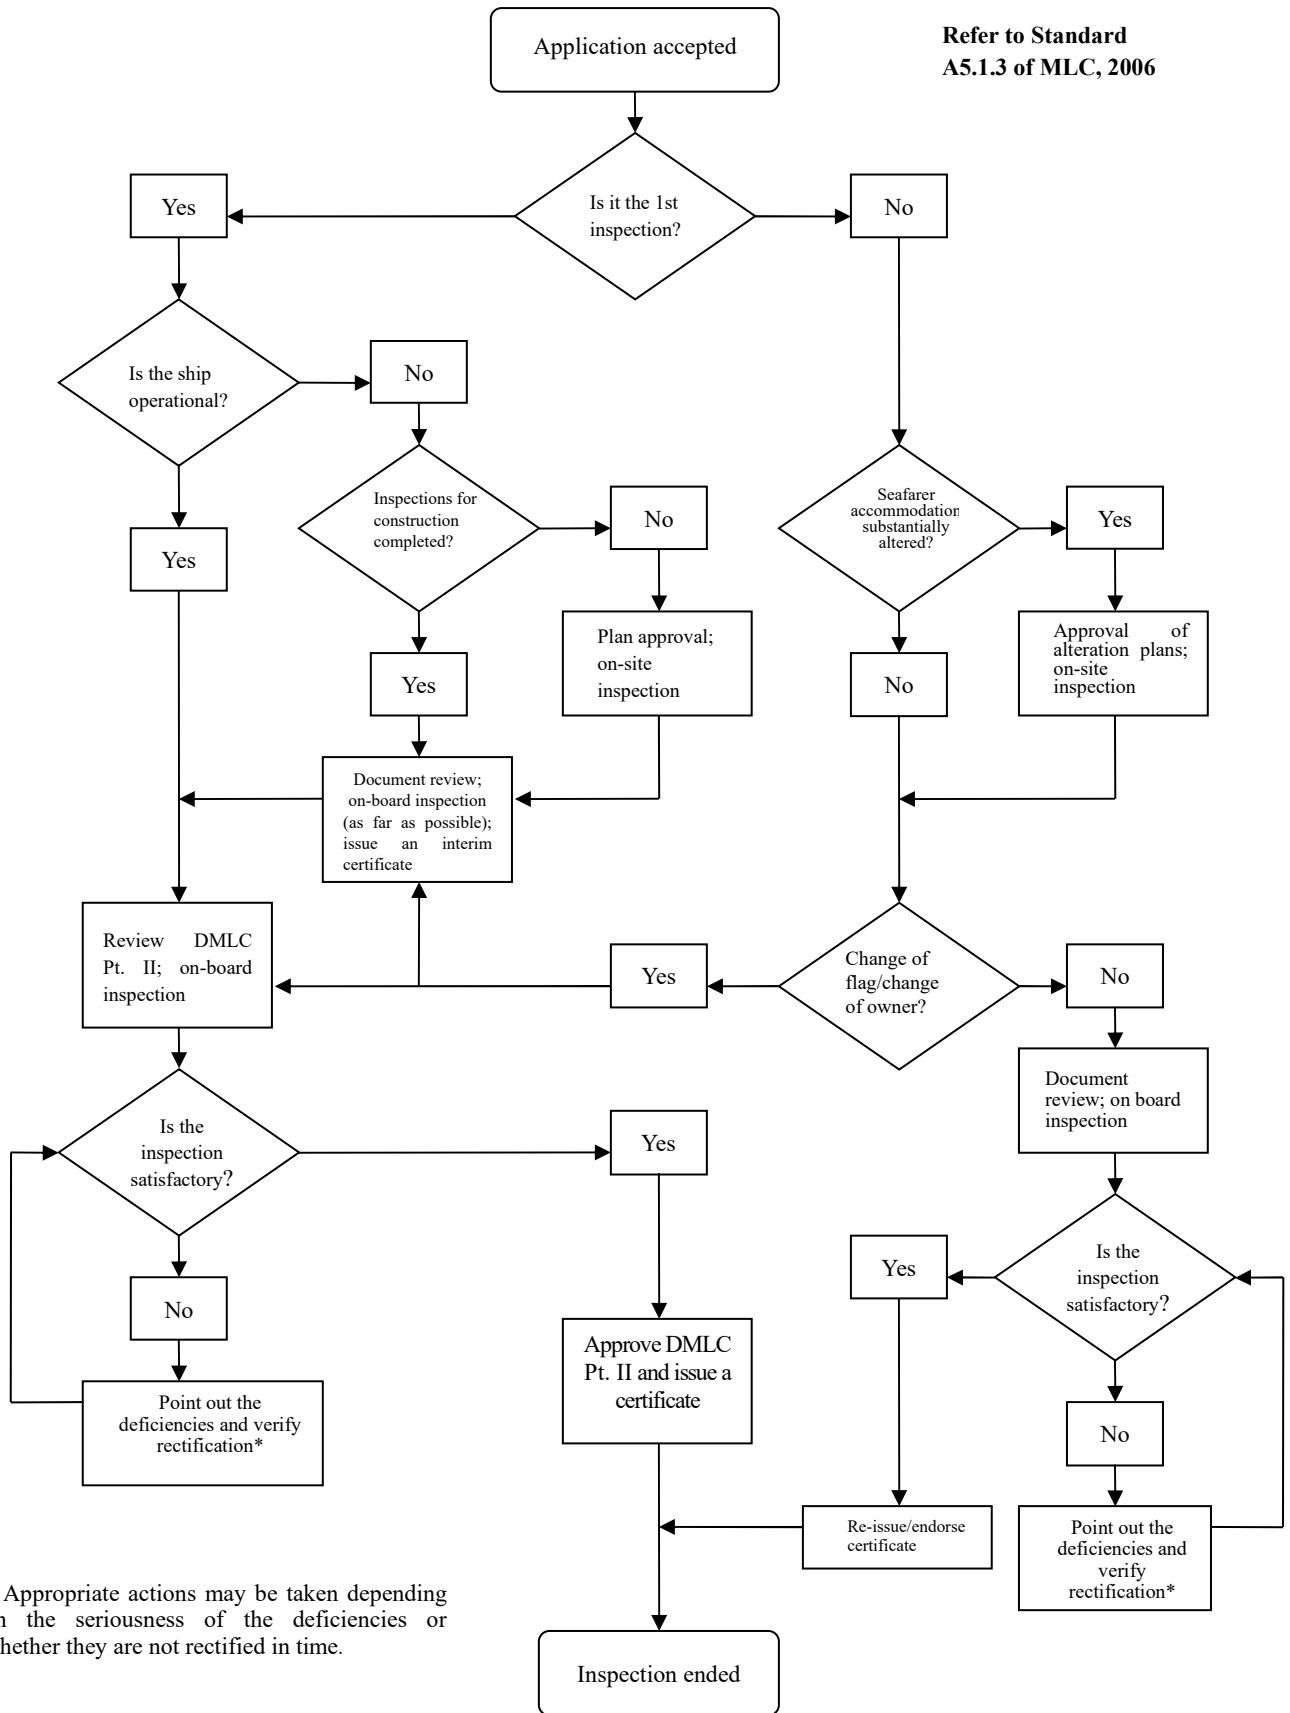 Application accepted
Refer to Standard
A5.1.3 of MLC, 2006
Is it the 1st
inspection?
Yes
No
Is the ship
operational?
No
Inspections for
construction
completed?
No
Seafarer
accommodation
substantially
altered?
Yes
Yes
Plan approval;
on-site
inspection
Approval of
alteration plans;
on-site
inspection
Yes
No
Document review;
on-board inspection
(as far as possible);
issue an interim
certificate
Review DMLC
Pt. II; on-board
inspection
Yes
Change of
flag/change
of owner?
No
Document
review; on board
inspection
Is the
inspection
satisfactory?
Yes
Yes
Is the
inspection
satisfactory?
No
Approve DMLC
Pt. II and issue a
certificate
No
Point out the
deficiencies and verify
rectification*
Re-issue/endorse
certificate
Point out the
deficiencies and
verify
rectification*
Appropriate actions may be taken depending
the seriousness of the deficiencies or
they are not rectified in time.
Inspection ended